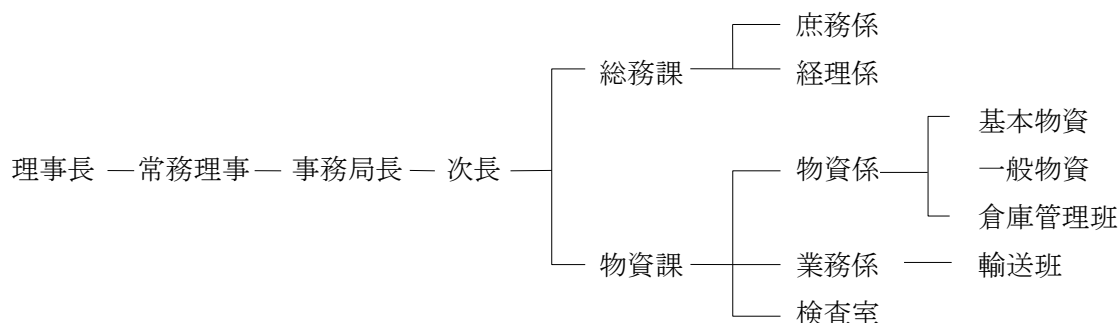 庶務係
総務課 経理係
基本物資
理事長 常務理事 事務局長 次長 物資係 一般物資
倉庫管理班
物資課 業務係 輸送班
検査室